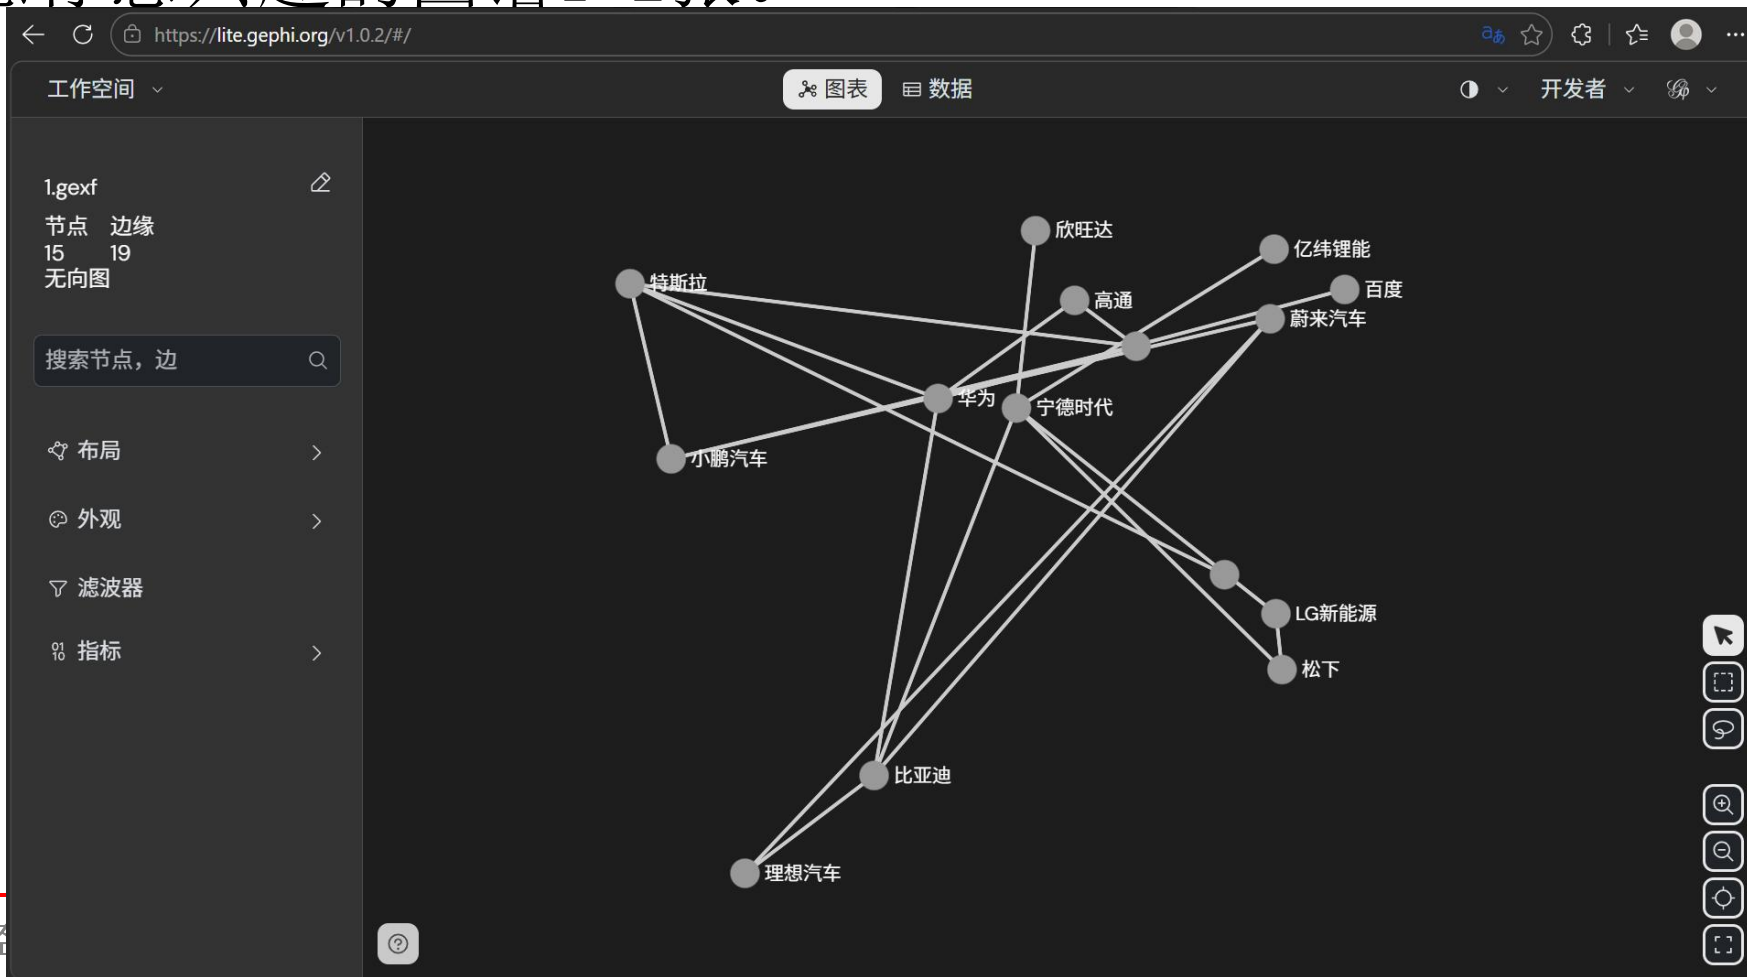 https://lite.gephi.org/v1.0.2/#/
工作空间
图表
数据
开发者
1.gexf
节点 边缘
15 19
无向图
搜索节点，边
布局
外观
滤波器
指标
欣旺达
亿纬锂能
特斯拉
百度
高通
蔚来汽车
华为
宁德时代
小鹏汽车
LG新能源
松下
比亚迪
理想汽车